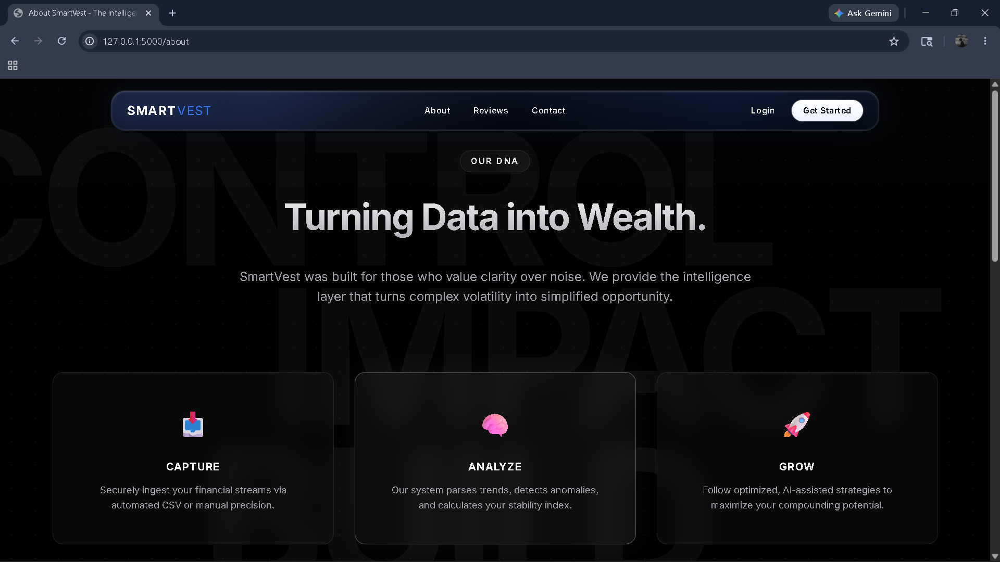 About SmartVest - The Intellige
Ask Gemini
127.0.0.1:5000/about
SMARTVEST
About
Reviews
Contact
Login
Get Started
CONTROL
OUR DNA
Turning Data into Wealth.
SmartVest was built for those who value clarity over noise. We provide the intelligence
layer that turns complex volatility into simplified opportunity.
IMPACT
CAPTURE
Securely ingest your financial streams via
automated CSV or manual precision.
ANALYZE
Our system parses trends, detects anomalies,
and calculates your stability index.
GROW
Follow optimized, AI-assisted strategies to
maximize your compounding potential.
BUILD